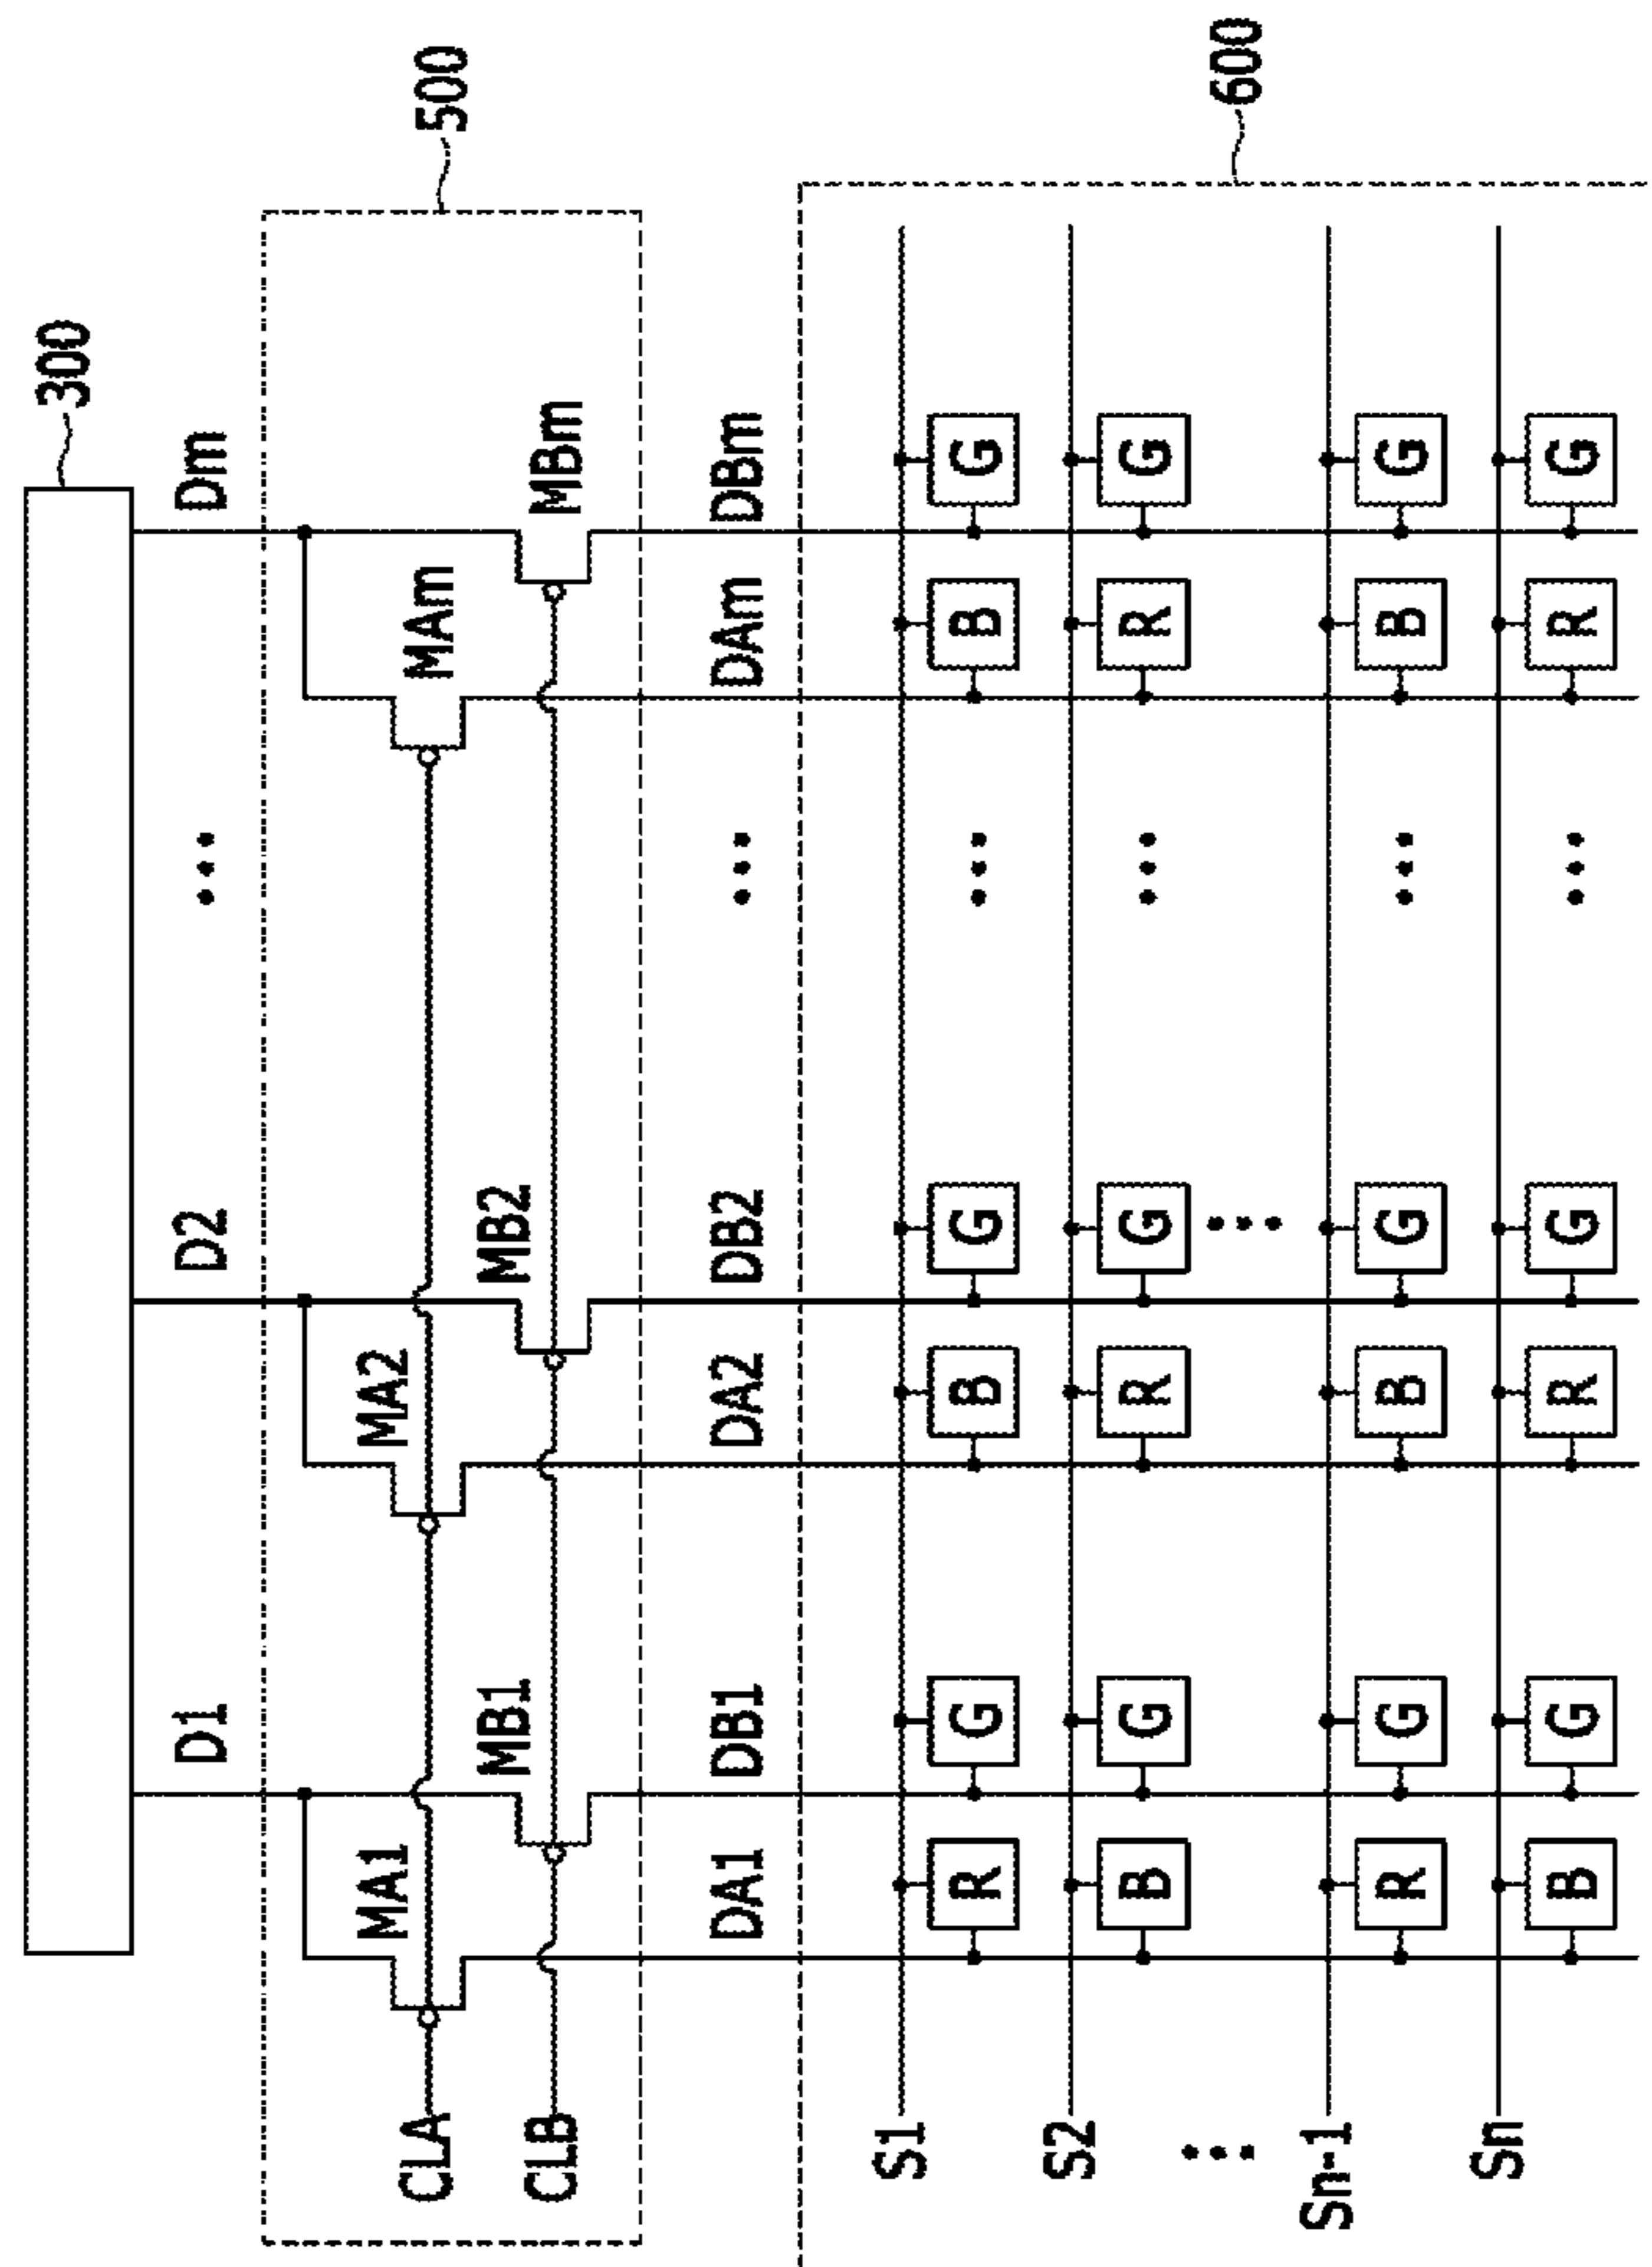 300
D1 D2 ... Dm
500
MA1 MA2 MAm
CLA
MB1 MB2 MBm
CLB
DA1 DB1 DA2 DB2 ... DAm DBm
600
S1
R G B G ... B G
S2
B G R G ... R G
⋮ ⋮
Sn-1
R G B G ... B G
Sn
B G R G ... R G